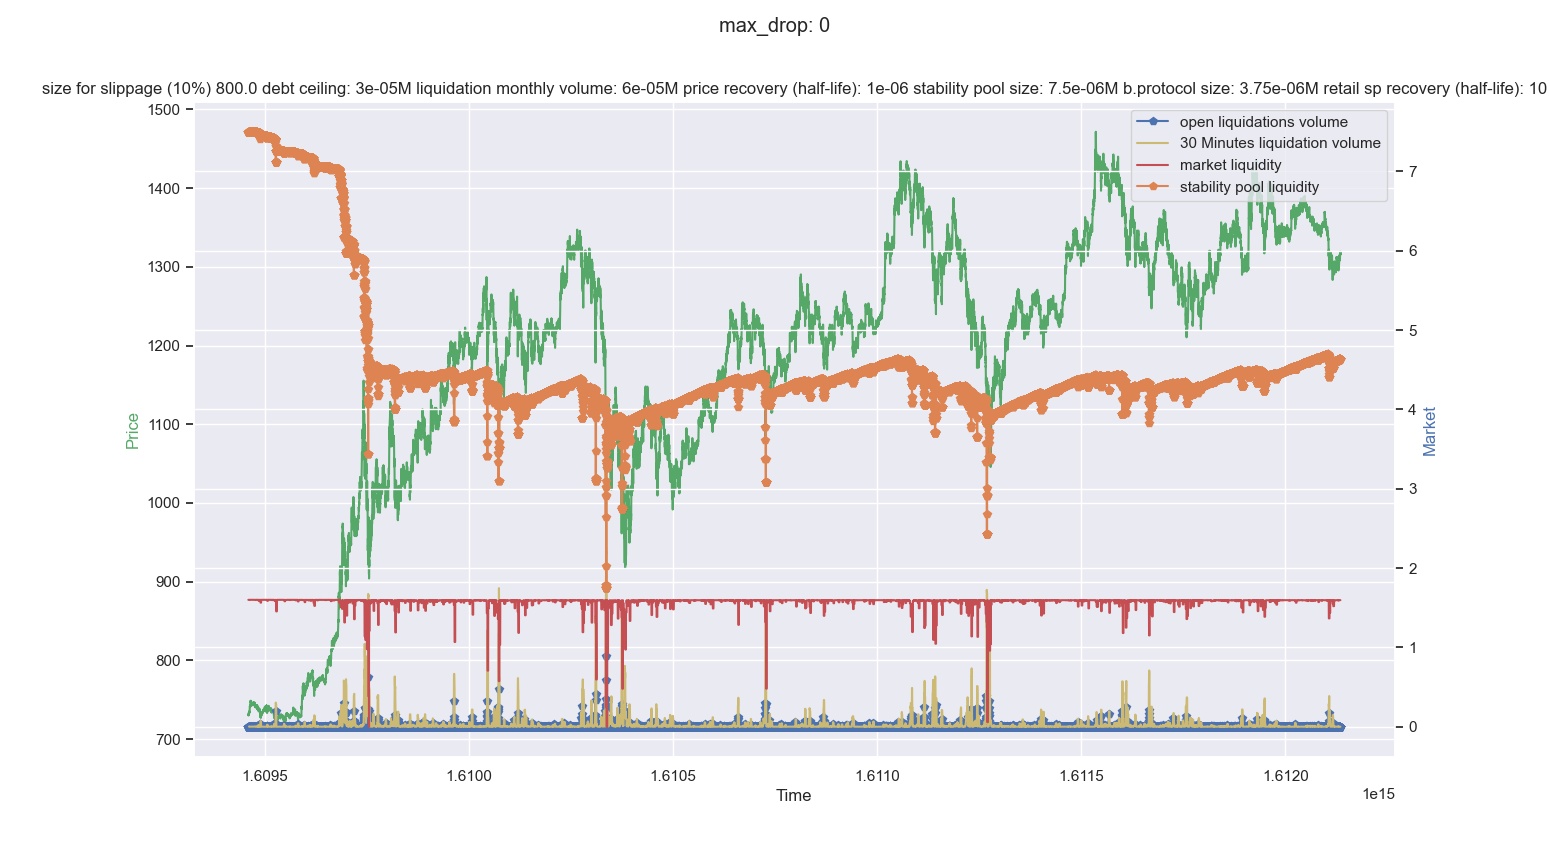 max_drop: 0
size for slippage (10%) 800.0 debt ceiling: 3e-05M liquidation monthly volume: 6e-05M price recovery (half-life): 1e-06 stability pool size: 7.5e-06M b.protocol size: 3.75e-06M retail sp recovery (half-life): 10
open liquidations volume
30 Minutes liquidation volume
market liquidity
stability pool liquidity
1500
1400
1300
1200
1100
1000
900
800
700
Price
7
6
5
4
3
2
1
0
Market
1.6095 1.6100 1.6105 1.6110 1.6115 1.6120
1e15
Time